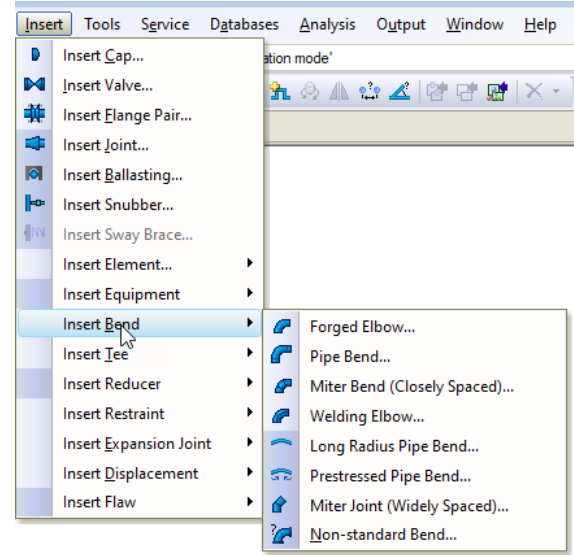 Insert Tools Service Databases Analysis Output Window Help
Insert Cap... ation mode'
Insert Valve...
Insert Flange Pair...
Insert Joint...
Insert Ballasting...
Insert Snubber...
Insert Sway Brace...
Insert Element...
Insert Equipment
Insert Bend Forged Elbow...
Insert Tee Pipe Bend...
Insert Reducer Miter Bend (Closely Spaced)...
Insert Restraint Welding Elbow...
Insert Expansion Joint Long Radius Pipe Bend...
Insert Displacement Prestressed Pipe Bend...
Insert Flaw Miter Joint (Widely Spaced)...
Non-standard Bend...